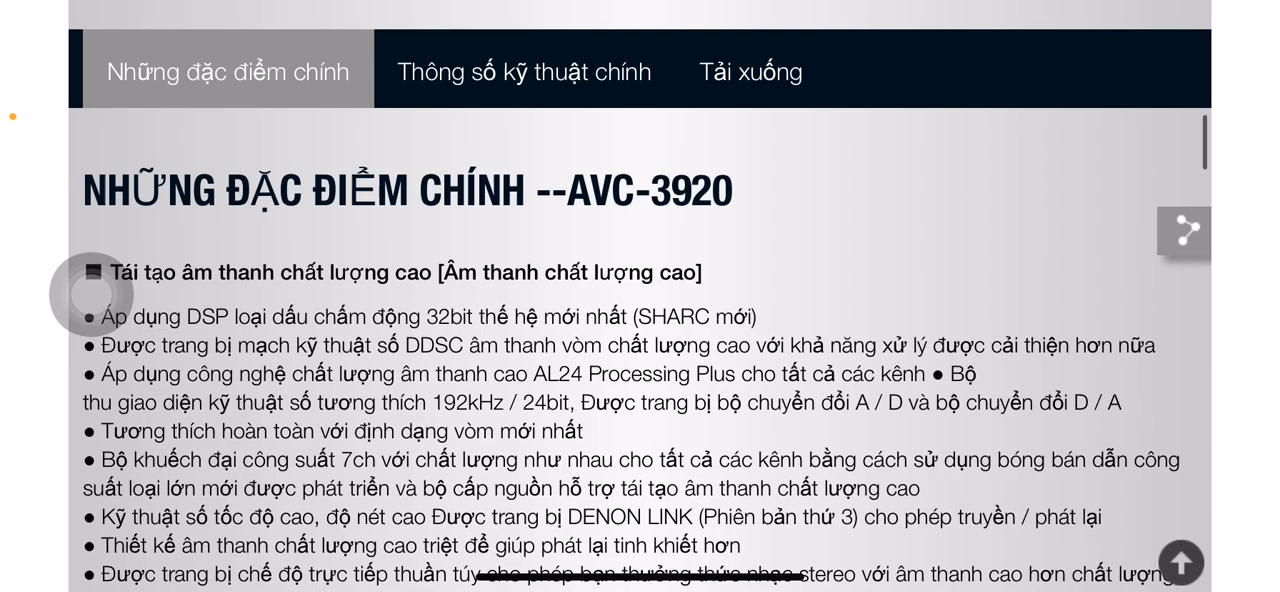 Những đặc điểm chính Thông số kỹ thuật chính Tải xuống
NHỮNG ĐẶC ĐIỂM CHÍNH --AVC-3920
■ Tái tạo âm thanh chất lượng cao [Âm thanh chất lượng cao]
● Áp dụng DSP loại dấu chấm động 32bit thế hệ mới nhất (SHARC mới)
● Được trang bị mạch kỹ thuật số DDSC âm thanh vòm chất lượng cao với khả năng xử lý được cải thiện hơn nữa
● Áp dụng công nghệ chất lượng âm thanh cao AL24 Processing Plus cho tất cả các kênh ● Bộ
thu giao diện kỹ thuật số tương thích 192kHz / 24bit, Được trang bị bộ chuyển đổi A / D và bộ chuyển đổi D / A
● Tương thích hoàn toàn với định dạng vòm mới nhất
● Bộ khuếch đại công suất 7ch với chất lượng như nhau cho tất cả các kênh bằng cách sử dụng bóng bán dẫn công
suất loại lớn mới được phát triển và bộ cấp nguồn hỗ trợ tái tạo âm thanh chất lượng cao
● Kỹ thuật số tốc độ cao, độ nét cao Được trang bị DENON LINK (Phiên bản thứ 3) cho phép truyền / phát lại
● Thiết kế âm thanh chất lượng cao triệt để giúp phát lại tinh khiết hơn
● Được trang bị chế độ trực tiếp thuần túy cho phép bạn thưởng thức nhạc stereo với âm thanh cao hơn chất lượng